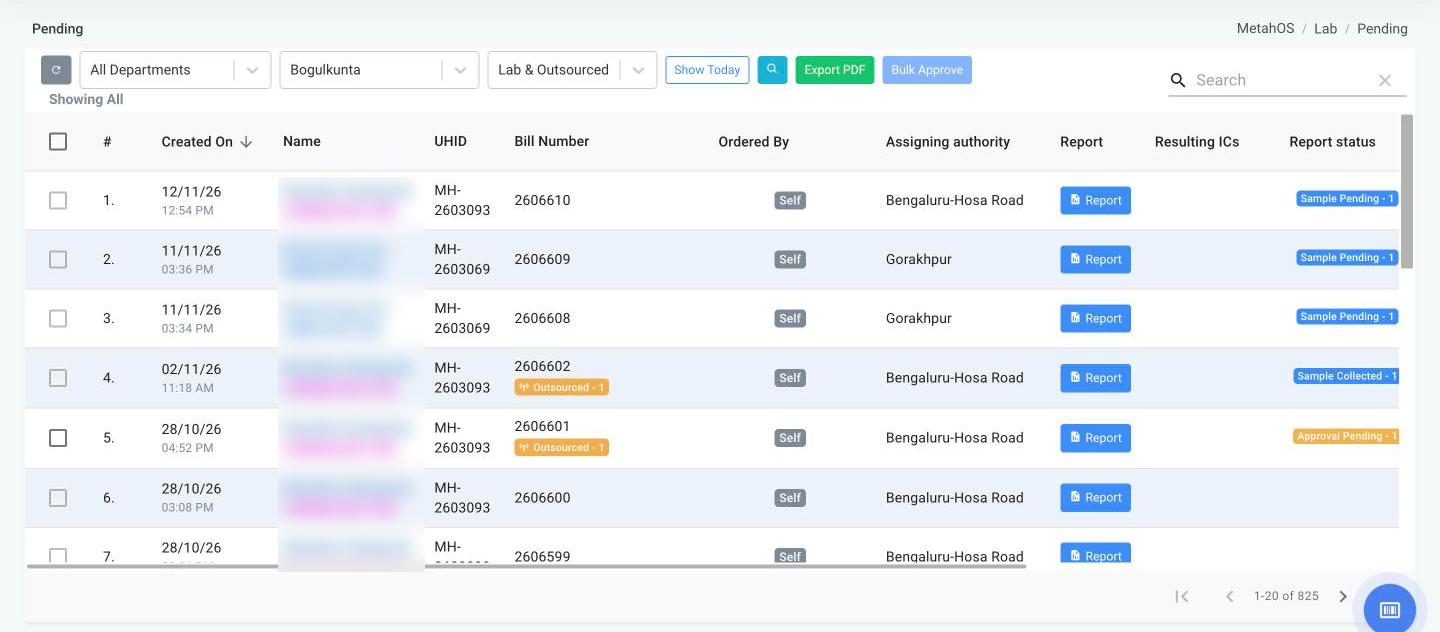 Pending
MetahOS / Lab / Pending
All Departments
Bogulkunta
Lab & Outsourced
Show Today
Export PDF
Bulk Approve
Search
Showing All
# Created On Name UHID Bill Number Ordered By Assigning authority Report Resulting ICs Report status
1. 12/11/26 12:54 PM MH-2603093 2606610 Self Bengaluru-Hosa Road Report Sample Pending - 1
2. 11/11/26 03:36 PM MH-2603069 2606609 Self Gorakhpur Report Sample Pending - 1
3. 11/11/26 03:34 PM MH-2603069 2606608 Self Gorakhpur Report Sample Pending - 1
4. 02/11/26 11:18 AM MH-2603093 2606602 Outsourced - 1 Self Bengaluru-Hosa Road Report Sample Collected - 1
5. 28/10/26 04:52 PM MH-2603093 2606601 Outsourced - 1 Self Bengaluru-Hosa Road Report Approval Pending - 1
6. 28/10/26 03:08 PM MH-2603093 2606600 Self Bengaluru-Hosa Road Report
7. 28/10/26 MH- 2606599 Self Bengaluru-Hosa Road Report
1-20 of 825